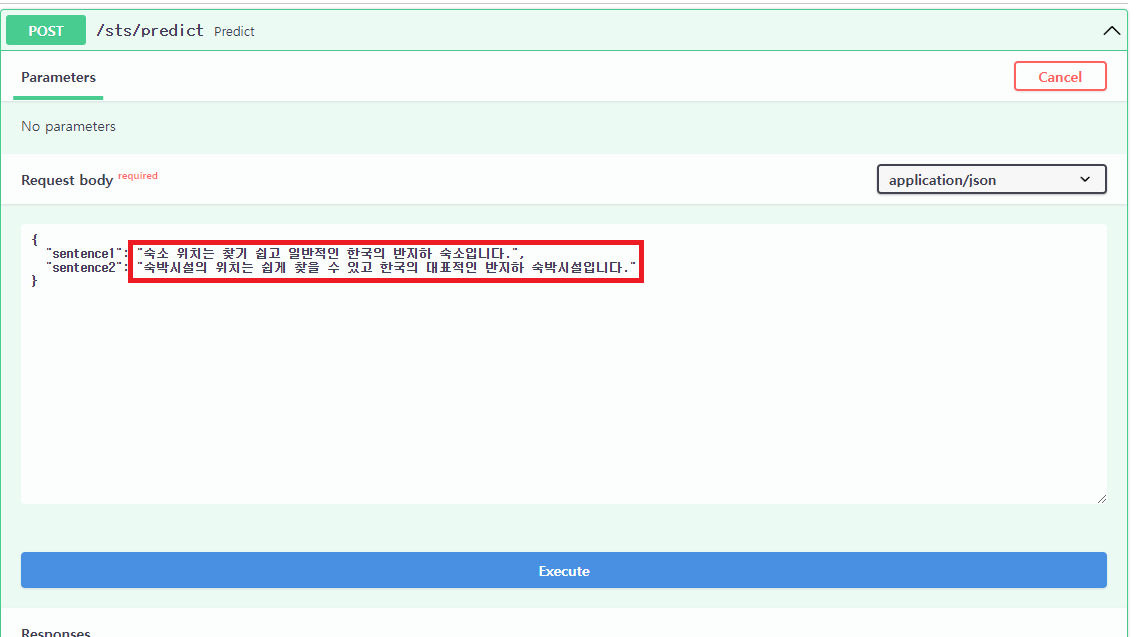 POST /sts/predict Predict
Parameters
Cancel
No parameters
Request body required
application/json
{
"sentence1": "숙소 위치는 찾기 쉽고 일반적인 한국의 반지하 숙소입니다.",
"sentence2": "숙박시설의 위치는 쉽게 찾을 수 있고 한국의 대표적인 반지하 숙박시설입니다."
}
Execute
Responses